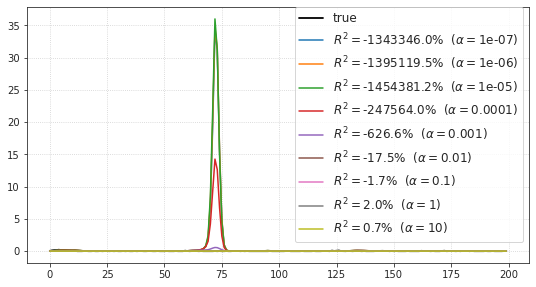 true
R² = -1343346.0% (α = 1e-07)
R² = -1395119.5% (α = 1e-06)
R² = -1454381.2% (α = 1e-05)
R² = -247564.0% (α = 0.0001)
R² = -626.6% (α = 0.001)
R² = -17.5% (α = 0.01)
R² = -1.7% (α = 0.1)
R² = 2.0% (α = 1)
R² = 0.7% (α = 10)
35
30
25
20
15
10
5
0
0 25 50 75 100 125 150 175 200